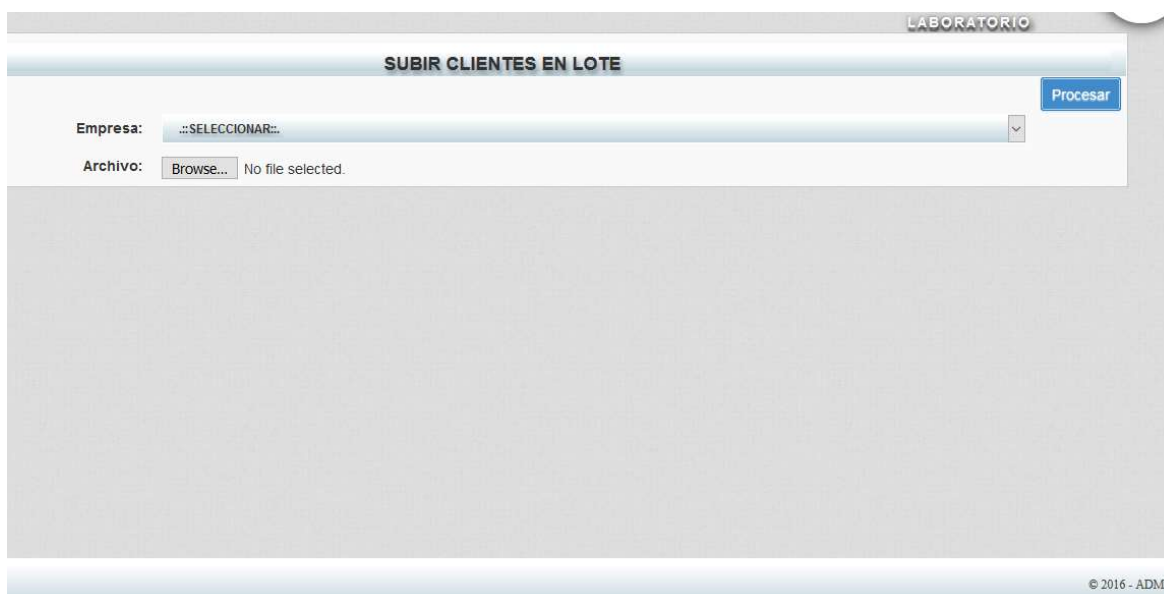 LABORATORIO
SUBIR CLIENTES EN LOTE
Procesar
Empresa: .::SELECCIONAR::.
Archivo: Browse... No file selected.
© 2016 - ADM